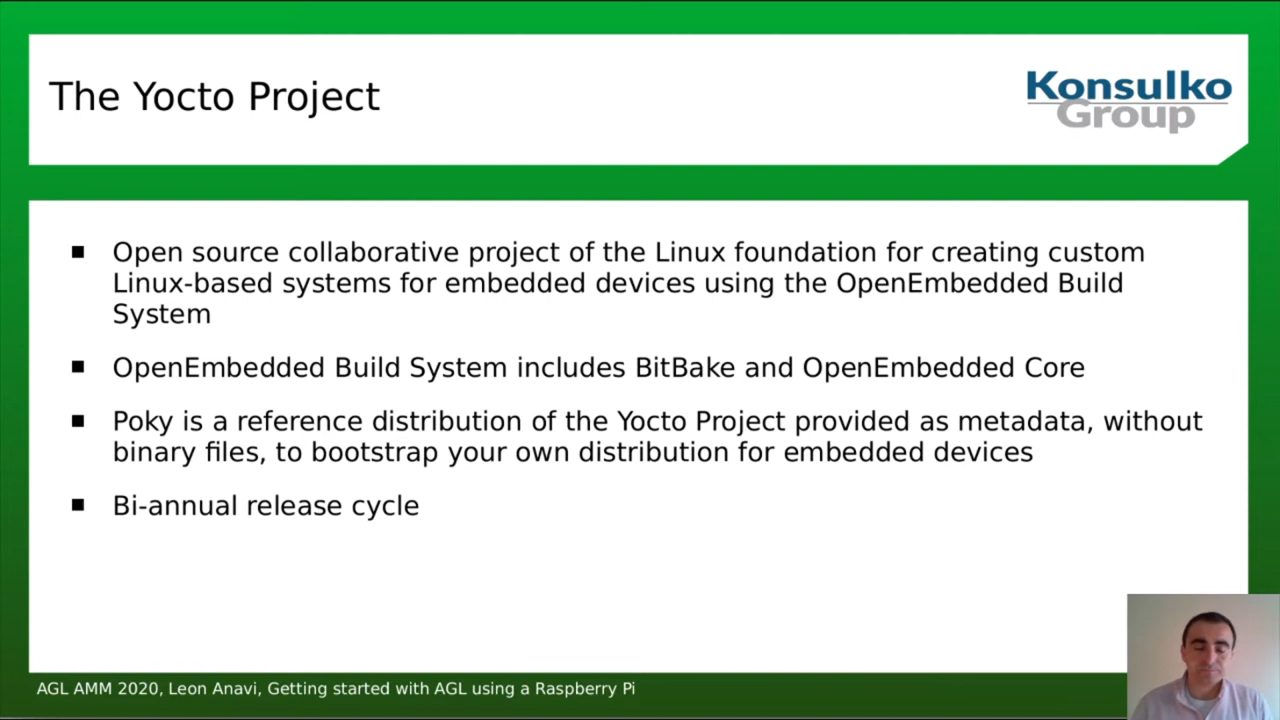 The Yocto Project
Konsulko
Group
Open source collaborative project of the Linux foundation for creating custom
Linux-based systems for embedded devices using the OpenEmbedded Build
System
OpenEmbedded Build System includes BitBake and OpenEmbedded Core
Poky is a reference distribution of the Yocto Project provided as metadata, without
binary files, to bootstrap your own distribution for embedded devices
Bi-annual release cycle
AGL AMM 2020, Leon Anavi, Getting started with AGL using a Raspberry Pi